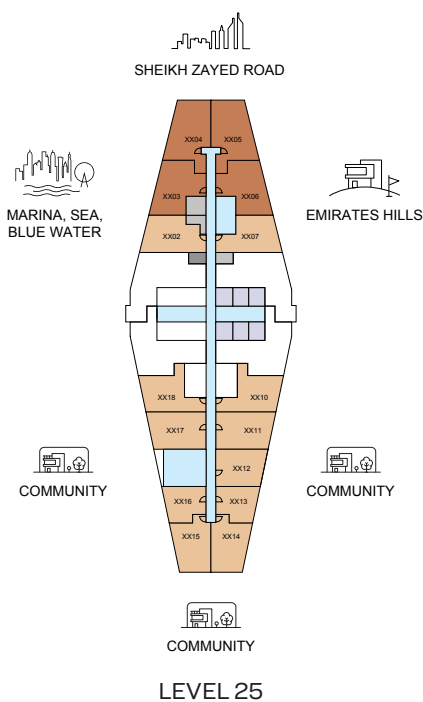 SHEIKH ZAYED ROAD
XX04 XX05
MARINA, SEA,
BLUE WATER
EMIRATES HILLS
XX03 XX06
XX02 XX07
XX18 XX10
XX17 XX11
XX12
XX16 XX13
XX15 XX14
COMMUNITY
COMMUNITY
COMMUNITY
LEVEL 25